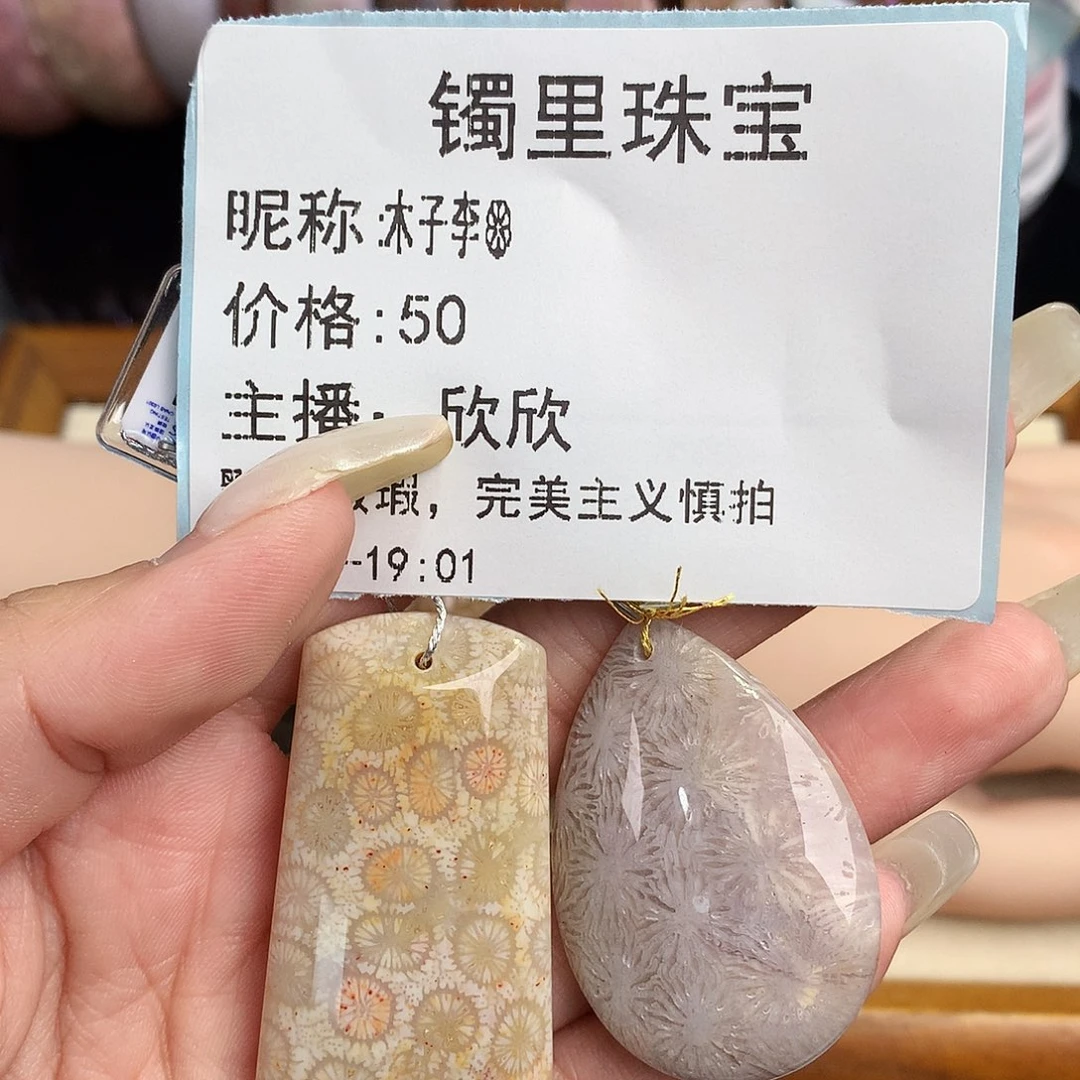 镯里珠宝
昵称:木子李
价格:50
主播: 欣欣
瑕，完美主义慎拍
-19:01